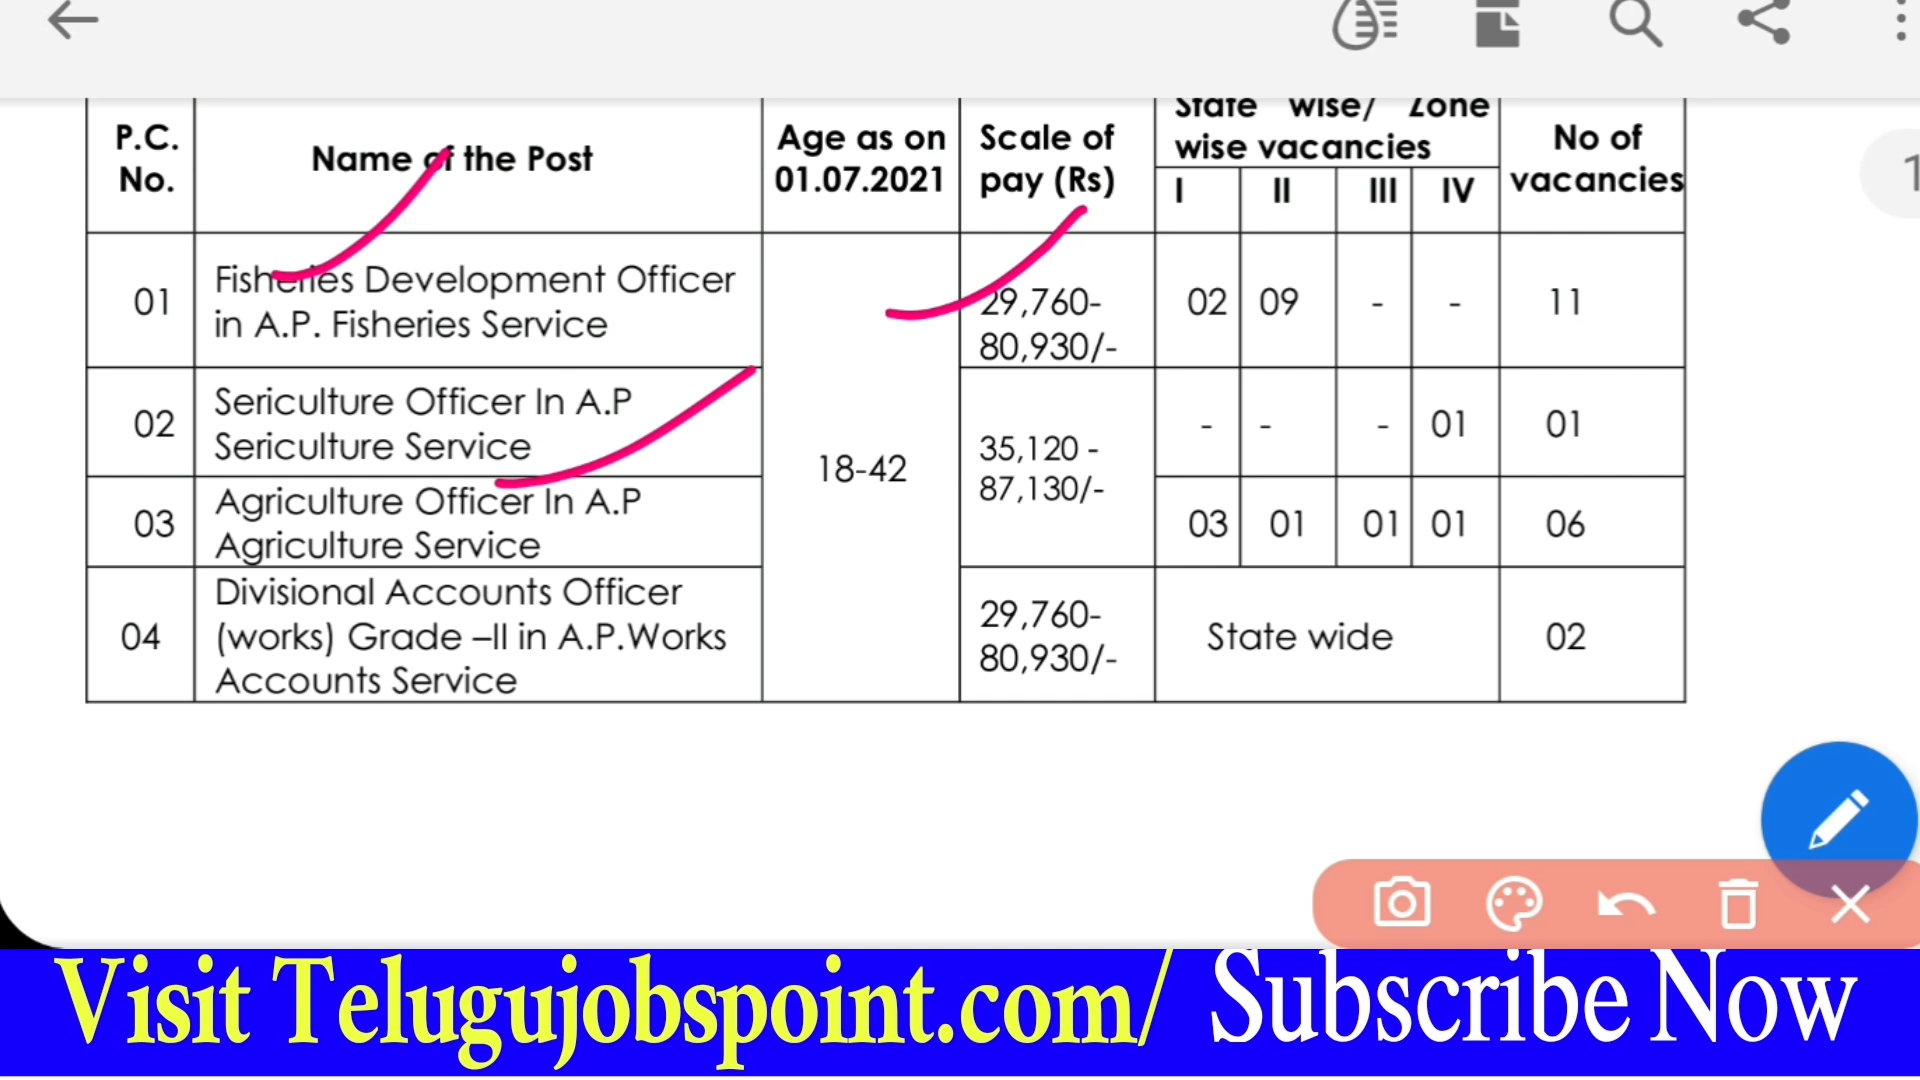 P.C. No.
Name of the Post
Age as on 01.07.2021
Scale of pay (Rs)
State wise/ Zone wise vacancies
I II III IV
No of vacancies
1
01
Fisheries Development Officer
in A.P. Fisheries Service
29,760-
80,930/-
02 09 - - 11
02
Sericulture Officer In A.P
Sericulture Service
18-42
35,120 -
87,130/-
- - - 01 01
03
Agriculture Officer In A.P
Agriculture Service
03 01 01 01 06
04
Divisional Accounts Officer
(works) Grade –II in A.P.Works
Accounts Service
29,760-
80,930/-
State wide
02
Visit Telugujobspoint.com/ Subscribe Now